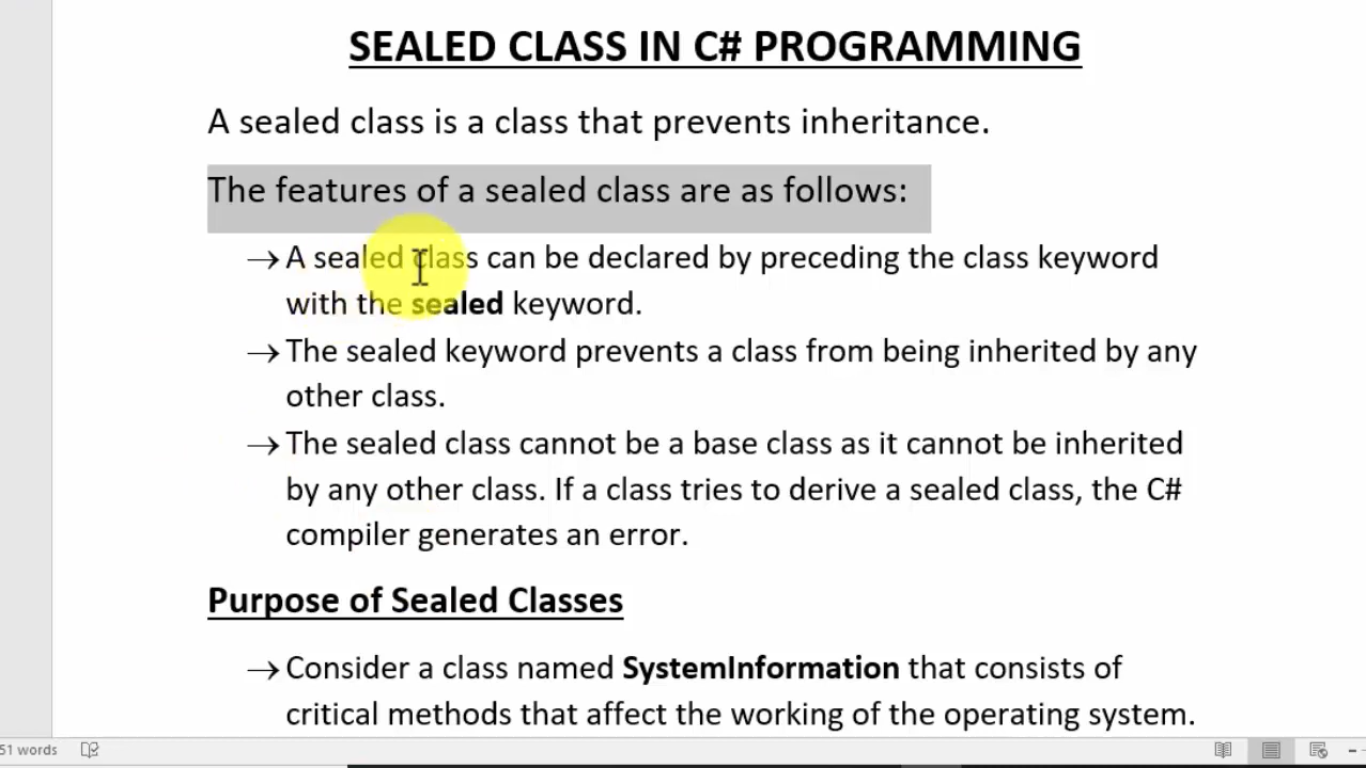 SEALED CLASS IN C# PROGRAMMING
A sealed class is a class that prevents inheritance.
The features of a sealed class are as follows:
→ A sealed class can be declared by preceding the class keyword
with the sealed keyword.
→ The sealed keyword prevents a class from being inherited by any
other class.
→ The sealed class cannot be a base class as it cannot be inherited
by any other class. If a class tries to derive a sealed class, the C#
compiler generates an error.
Purpose of Sealed Classes
→ Consider a class named SystemInformation that consists of
critical methods that affect the working of the operating system.
51 words